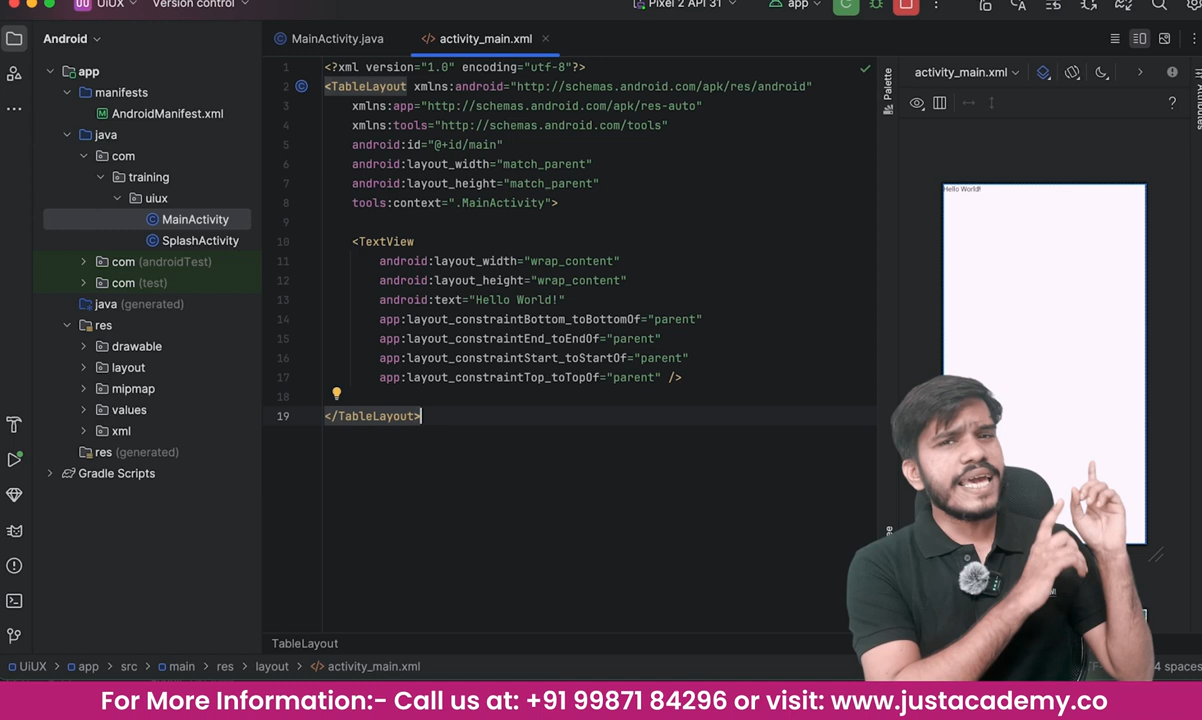 UU UiUX Version control Pixel 2 API 31 app
Android
app
manifests
AndroidManifest.xml
java
com
training
uiux
MainActivity
SplashActivity
com (androidTest)
com (test)
java (generated)
res
drawable
layout
mipmap
values
xml
res (generated)
Gradle Scripts
MainActivity.java activity_main.xml
1 <?xml version="1.0" encoding="utf-8"?>
2 <TableLayout xmlns:android="http://schemas.android.com/apk/res/android"
3 xmlns:app="http://schemas.android.com/apk/res-auto"
4 xmlns:tools="http://schemas.android.com/tools"
5 android:id="@+id/main"
6 android:layout_width="match_parent"
7 android:layout_height="match_parent"
8 tools:context=".MainActivity">
9
10 <TextView
11 android:layout_width="wrap_content"
12 android:layout_height="wrap_content"
13 android:text="Hello World!"
14 app:layout_constraintBottom_toBottomOf="parent"
15 app:layout_constraintEnd_toEndOf="parent"
16 app:layout_constraintStart_toStartOf="parent"
17 app:layout_constraintTop_toTopOf="parent" />
18
19 </TableLayout>
TableLayout
Palette
activity_main.xml
Hello World!
UiUX > app > src > main > res > layout > activity_main.xml
4 spaces
For More Information:- Call us at: +91 99871 84296 or visit: www.justacademy.co